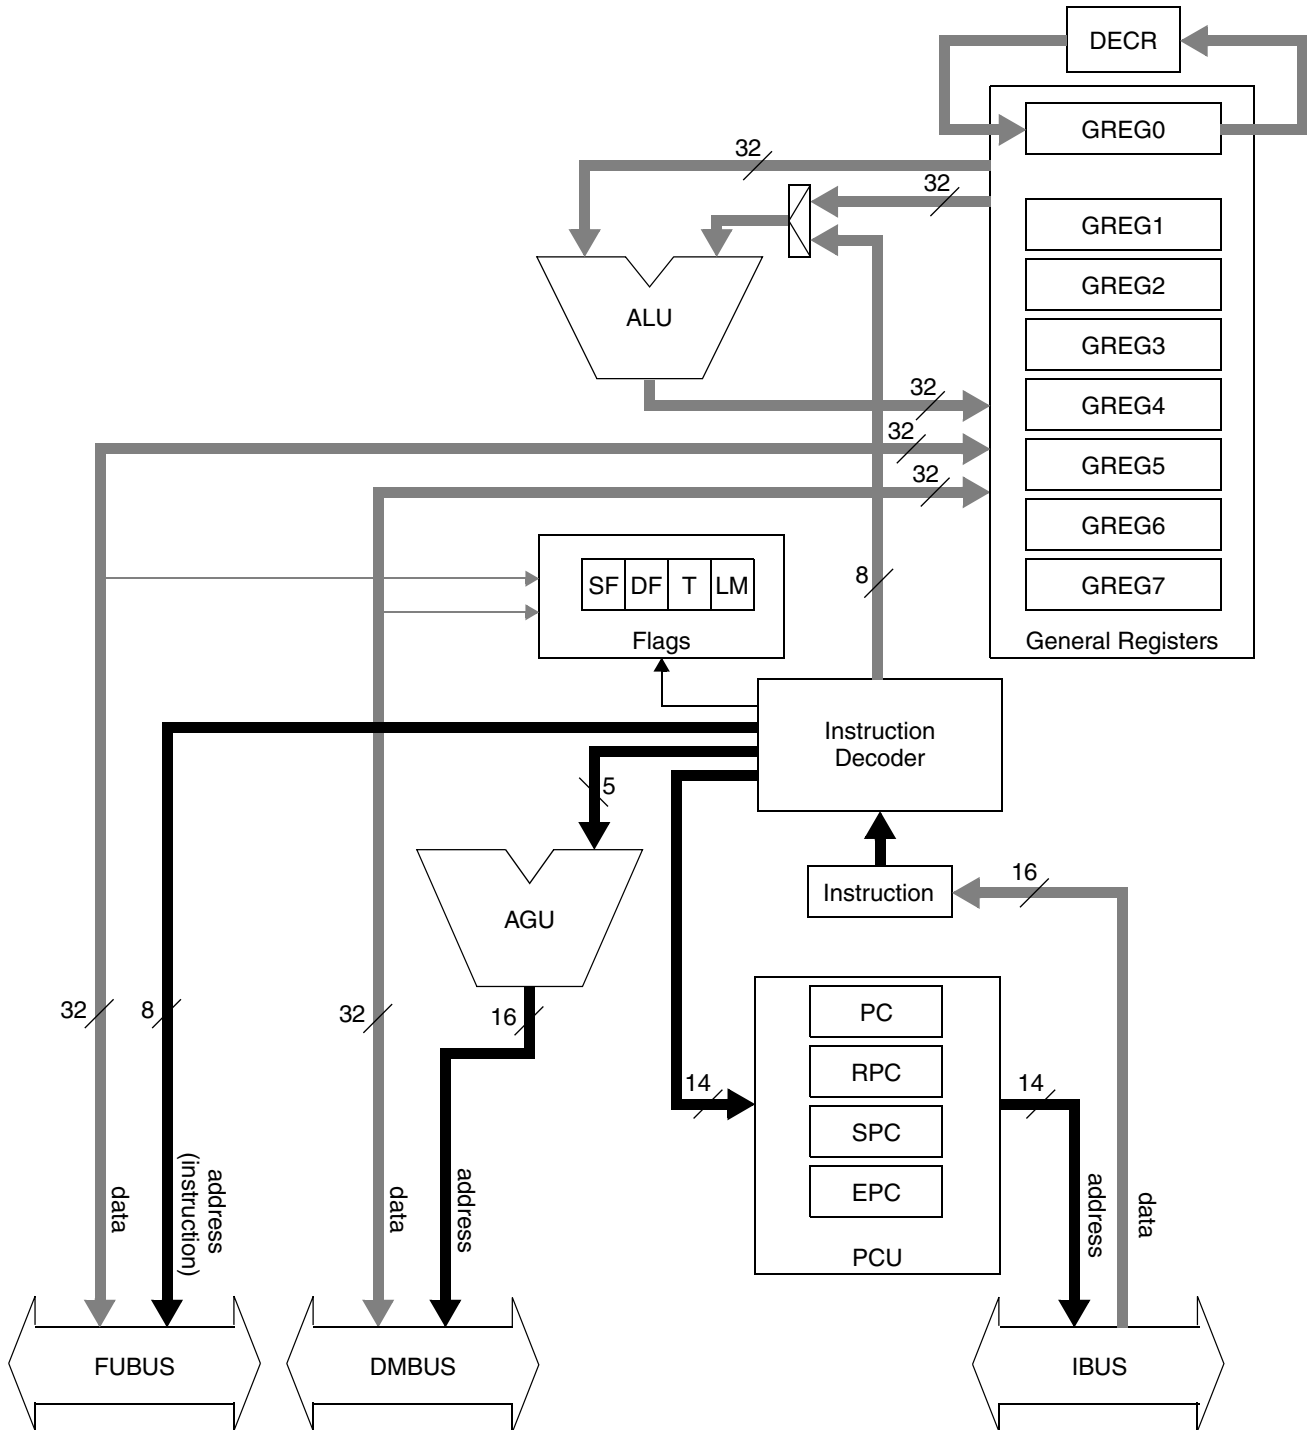 DECR
GREG0
32
32
GREG1
GREG2
ALU
GREG3
32
GREG4
32
GREG5
32
GREG6
8
SF DF T LM
GREG7
Flags
General Registers
Instruction
Decoder
5
16
Instruction
AGU
32
8
32
16
PC
RPC
14
14
SPC
EPC
data
address
(instruction)
data
address
address
data
PCU
FUBUS
DMBUS
IBUS